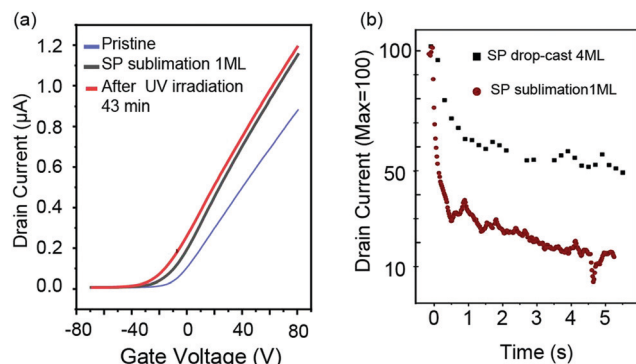 (a)
Pristine
SP sublimation 1ML
After UV irradiation
43 min
Drain Current (µA)
1.2
1.0
0.8
0.6
0.4
0.2
0.0
-80 -40 0 40 80
Gate Voltage (V)
(b)
SP drop-cast 4ML
SP sublimation1ML
Drain Current (Max=100)
100
50
10
0 1 2 3 4 5
Time (s)